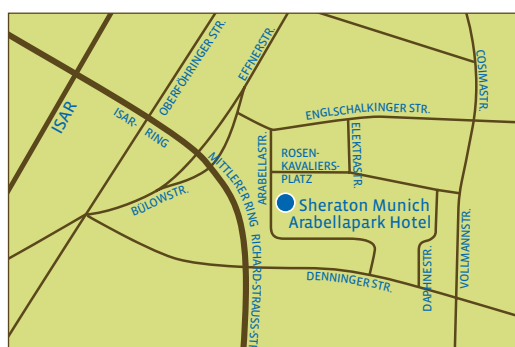 OBERFÖHRINGER STR.
EFFNERSTR.
COSIMASTR.
ISAR
ISAR-
RING
ENGLSCHALKINGER STR.
ELEKTRASTR.
ARABELLASTR.
ROSEN-
KAVALIERS-
PLATZ
MITTLERER RING
BÜLOWSTR.
Sheraton Munich
Arabellapark Hotel
RICHARD-STRAUSS-STR
DENNINGER STR.
DAPHNESTR.
VOLLMANNSTR.